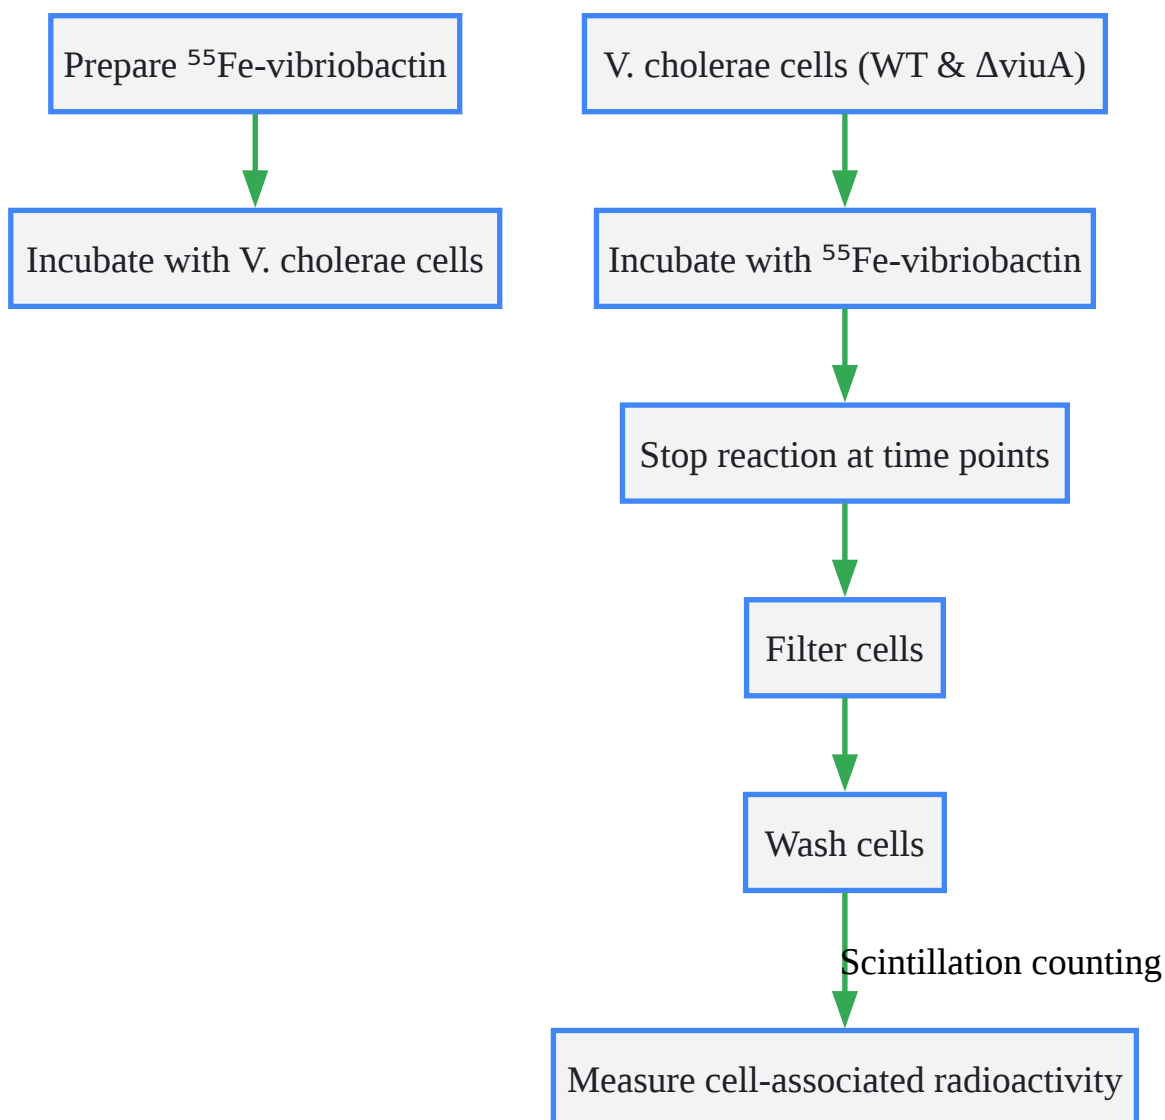 Prepare ⁵⁵Fe-vibriobactin
V. cholerae cells (WT & ΔviuA)
Incubate with V. cholerae cells
Incubate with ⁵⁵Fe-vibriobactin
Stop reaction at time points
Filter cells
Wash cells
Scintillation counting
Measure cell-associated radioactivity